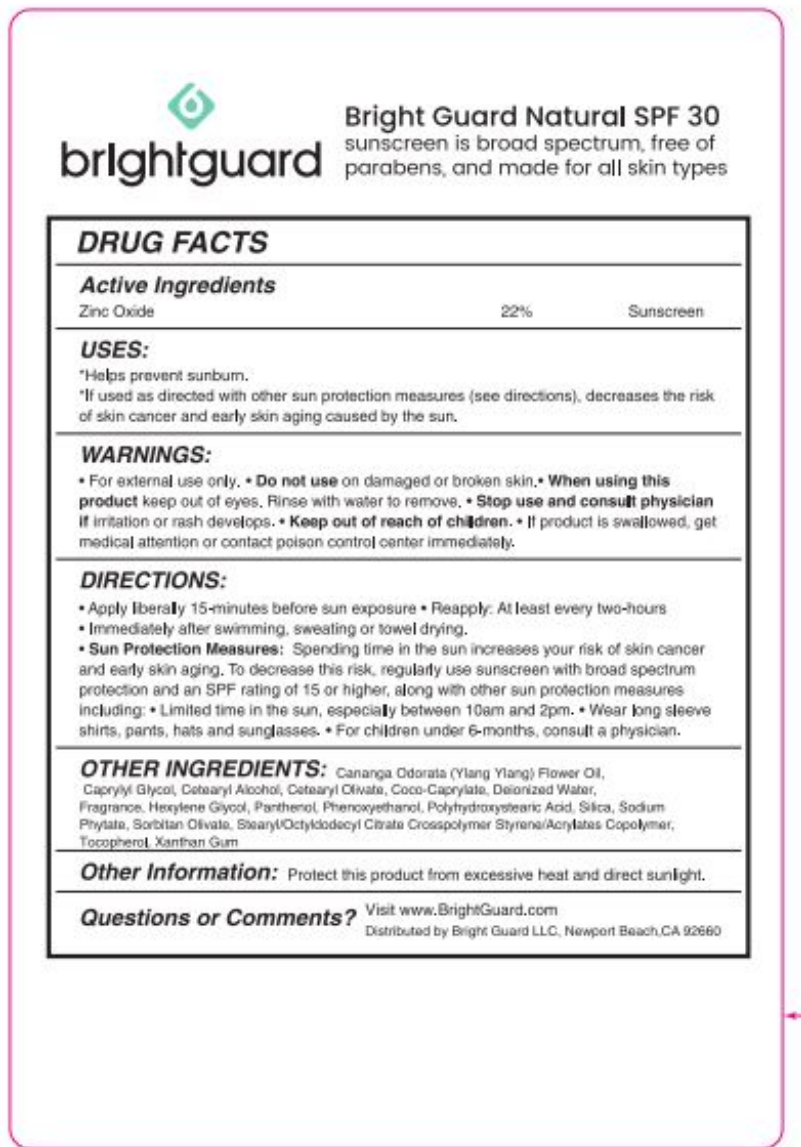 brightguard
Bright Guard Natural SPF 30
sunscreen is broad spectrum, free of
parabens, and made for all skin types
DRUG FACTS
Active Ingredients
Zinc Oxide 22% Sunscreen
USES:
*Helps prevent sunburn.
*If used as directed with other sun protection measures (see directions), decreases the risk
of skin cancer and early skin aging caused by the sun.
WARNINGS:
• For external use only. • Do not use on damaged or broken skin.• When using this
product keep out of eyes. Rinse with water to remove. • Stop use and consult physician
if irritation or rash develops. • Keep out of reach of children. • If product is swallowed, get
medical attention or contact poison control center immediately.
DIRECTIONS:
• Apply liberally 15-minutes before sun exposure • Reapply: At least every two-hours
• Immediately after swimming, sweating or towel drying.
• Sun Protection Measures: Spending time in the sun increases your risk of skin cancer
and early skin aging. To decrease this risk, regularly use sunscreen with broad spectrum
protection and an SPF rating of 15 or higher, along with other sun protection measures
including: • Limited time in the sun, especially between 10am and 2pm. • Wear long sleeve
shirts, pants, hats and sunglasses. • For children under 6-months, consult a physician.
OTHER INGREDIENTS: Cananga Odorata (Ylang Ylang) Flower Oil,
Caprylyl Glycol, Cetearyl Alcohol, Cetearyl Olivate, Coco-Caprylate, Deionized Water,
Fragrance, Hexylene Glycol, Panthenol, Phenoxyethanol, Polyhydroxystearic Acid, Silica, Sodium
Phytate, Sorbitan Olivate, Stearyl/Octyldodecyl Citrate Crosspolymer Styrene/Acrylates Copolymer,
Tocopherol, Xanthan Gum
Other Information: Protect this product from excessive heat and direct sunlight.
Questions or Comments? Visit www.BrightGuard.com
Distributed by Bright Guard LLC, Newport Beach,CA 92660